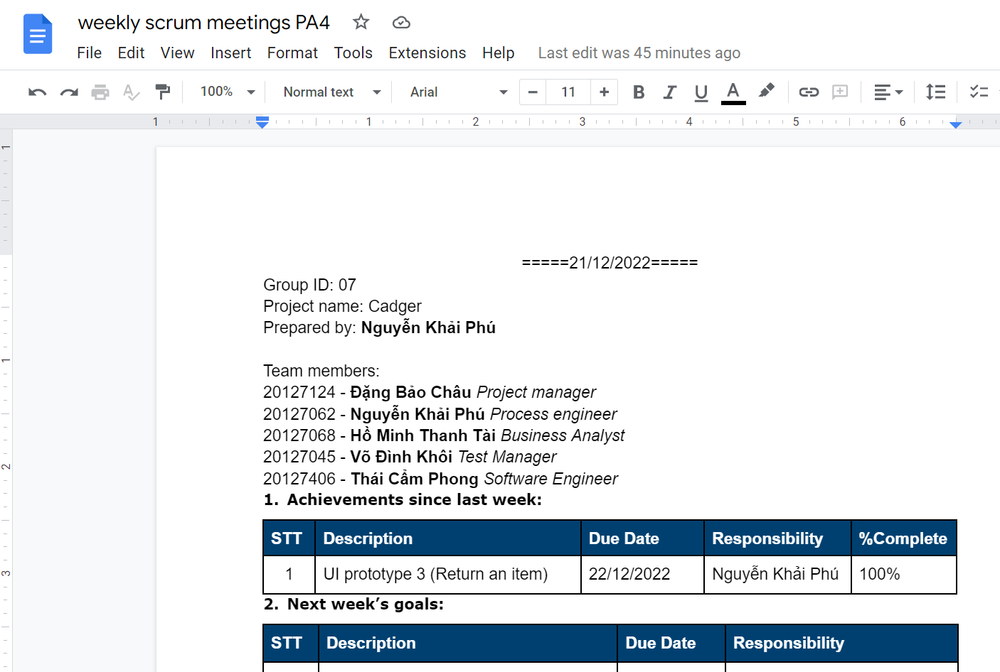 weekly scrum meetings PA4
File Edit View Insert Format Tools Extensions Help Last edit was 45 minutes ago
100% Normal text Arial - 11 + B I U A
1 1 2 3 4 5 6
=====21/12/2022=====
Group ID: 07
Project name: Cadger
Prepared by: Nguyễn Khải Phú
Team members:
20127124 - Đặng Bảo Châu Project manager
20127062 - Nguyễn Khải Phú Process engineer
20127068 - Hồ Minh Thanh Tài Business Analyst
20127045 - Võ Đình Khôi Test Manager
20127406 - Thái Cẩm Phong Software Engineer
1. Achievements since last week:
STT Description Due Date Responsibility %Complete
1 UI prototype 3 (Return an item) 22/12/2022 Nguyễn Khải Phú 100%
2. Next week’s goals:
STT Description Due Date Responsibility
1
1
2
3